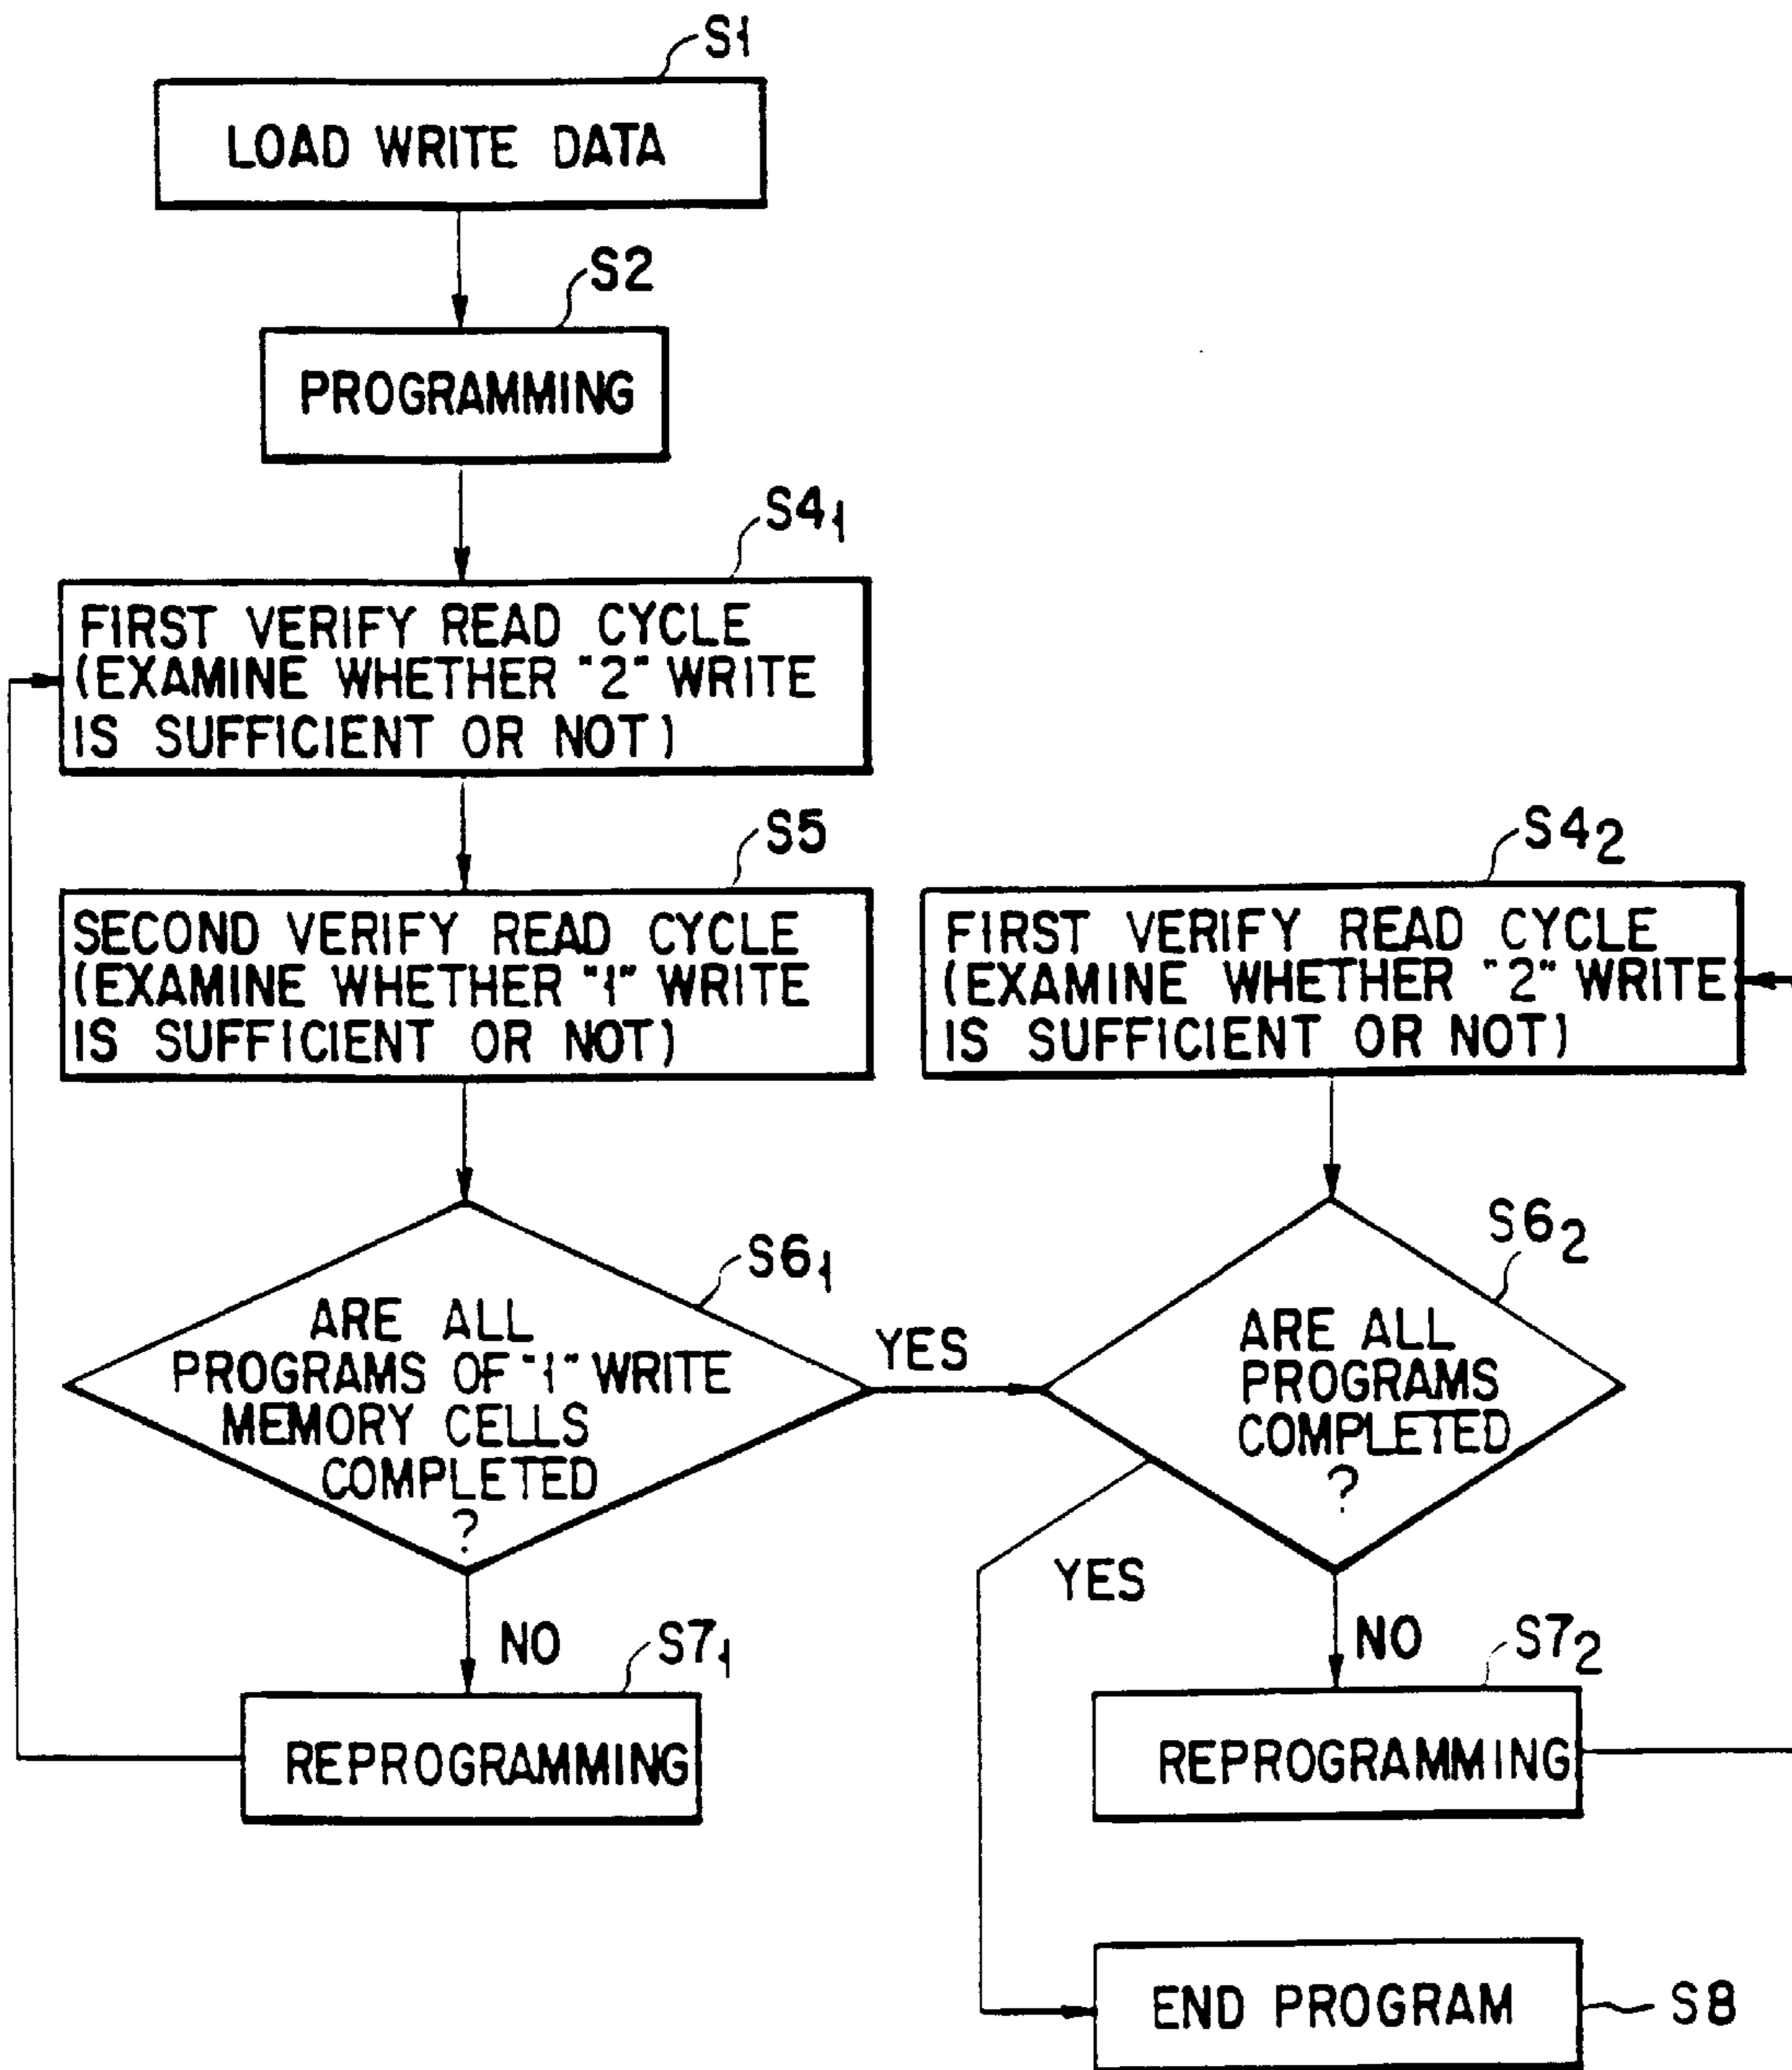 S1
LOAD WRITE DATA
S2
PROGRAMMING
S4₁
FIRST VERIFY READ CYCLE
(EXAMINE WHETHER "2" WRITE
IS SUFFICIENT OR NOT)
S5
SECOND VERIFY READ CYCLE
(EXAMINE WHETHER "1" WRITE
IS SUFFICIENT OR NOT)
S6₁
ARE ALL
PROGRAMS OF "1" WRITE
MEMORY CELLS
COMPLETED
?
YES
NO
S7₁
REPROGRAMMING
S4₂
FIRST VERIFY READ CYCLE
(EXAMINE WHETHER "2" WRITE
IS SUFFICIENT OR NOT)
S6₂
ARE ALL
PROGRAMS
COMPLETED
?
YES
NO
S7₂
REPROGRAMMING
END PROGRAM
S8